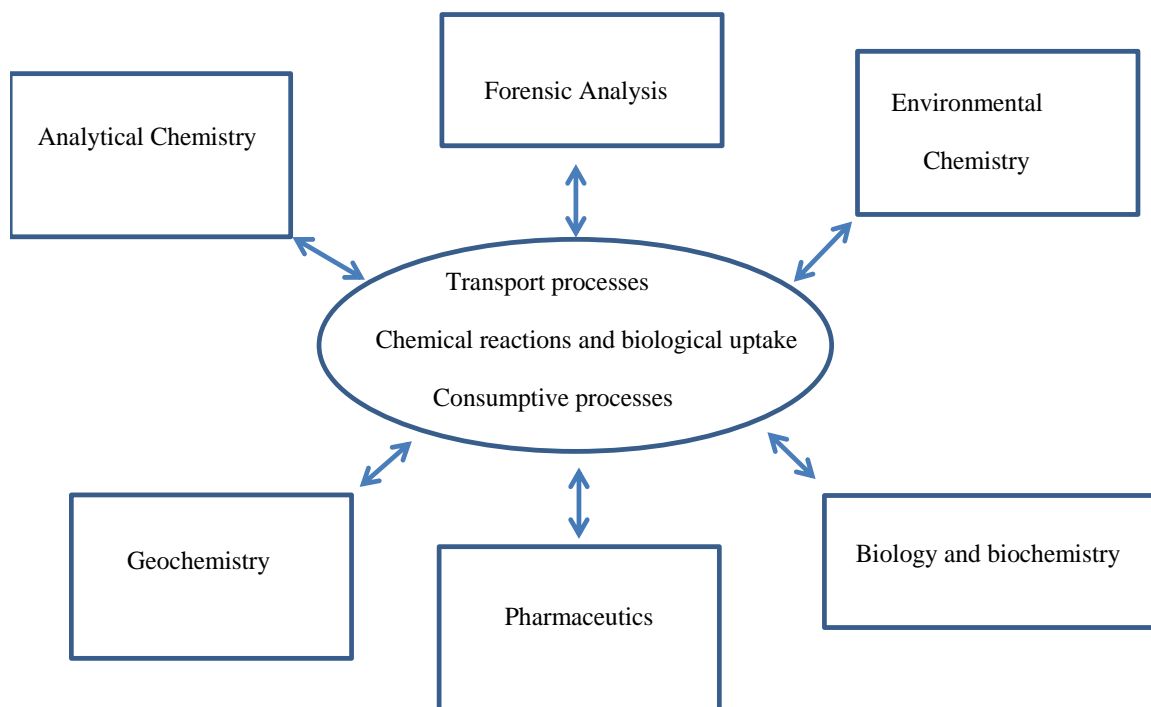 Forensic Analysis
Analytical Chemistry
Environmental
Chemistry
Transport processes
Chemical reactions and biological uptake
Consumptive processes
Geochemistry
Pharmaceutics
Biology and biochemistry